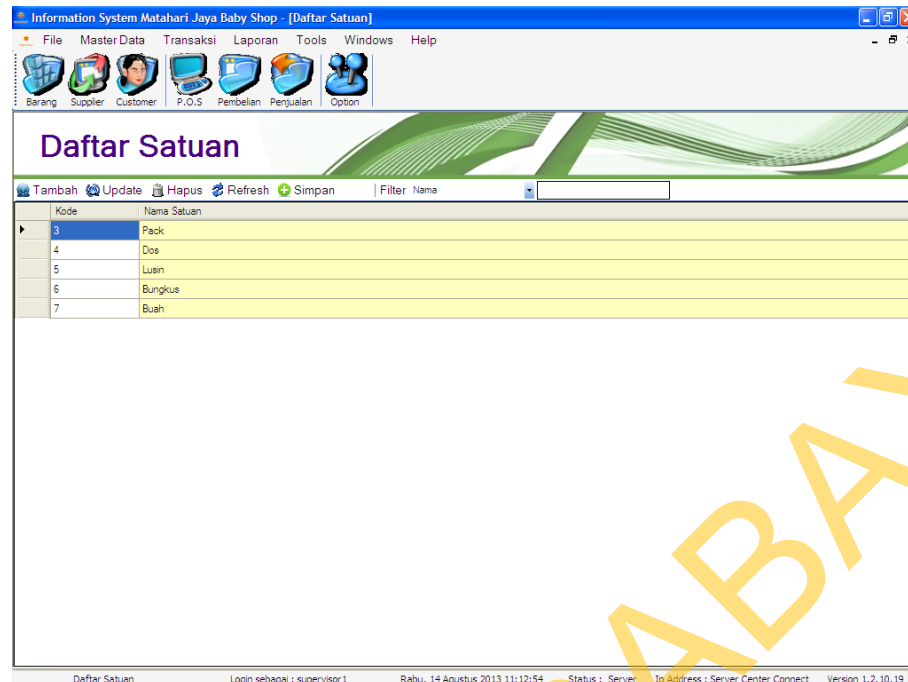 Information System Matahari Jaya Baby Shop - [Daftar Satuan]
File Master Data Transaksi Laporan Tools Windows Help
Barang Supplier Customer P.O.S Pembelian Penjualan Option
Daftar Satuan
Tambah Update Hapus Refresh Simpan Filter Nama
Kode Nama Satuan
3 Pack
4 Dos
5 Lusin
6 Bungkus
7 Buah
ABA
Daftar Satuan Login sebagai : supervisor1 Rabu, 14 Agustus 2013 11:12:54 Status : Server Ip Address : Server Center Connect Version 1.2.10.19